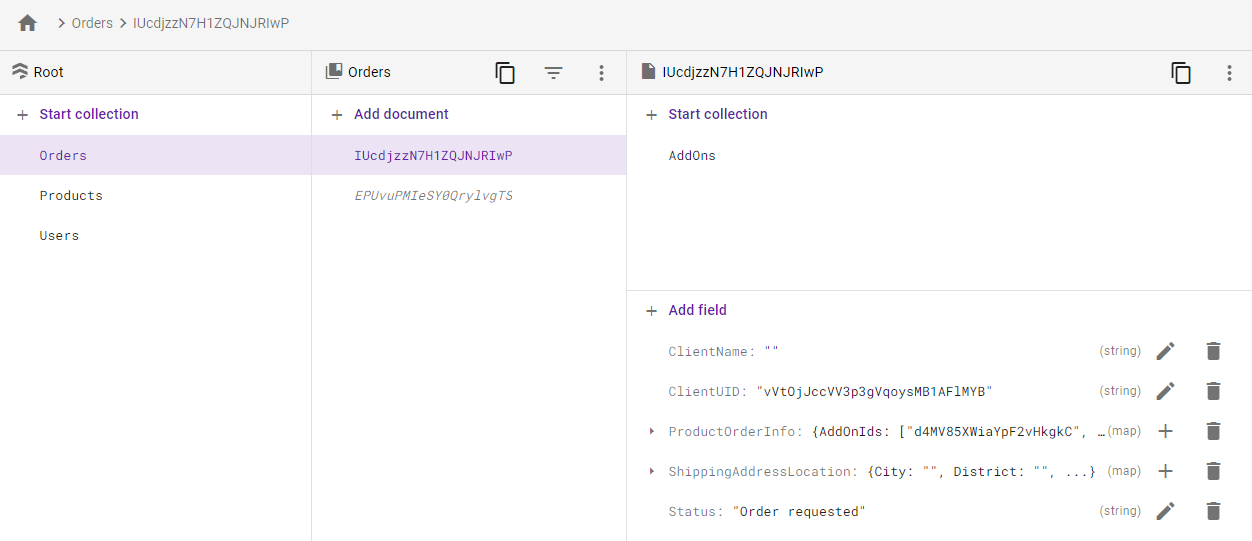 Orders IUcdjzzN7H1ZQJNJRIwP
Root
Start collection
Orders
Products
Users
Orders
Add document
IUcdjzzN7H1ZQJNJRIwP
EPUvuPMIeSY0QrylvgTS
IUcdjzzN7H1ZQJNJRIwP
Start collection
AddOns
Add field
ClientName: "" (string)
ClientUID: "vVtOjJccVV3p3gVqoysMB1AFlMYB" (string)
ProductOrderInfo: {AddOnIds: ["d4MV85XWiaYpF2vHkgkC", … (map)
ShippingAddressLocation: {City: "", District: "", ...} (map)
Status: "Order requested" (string)